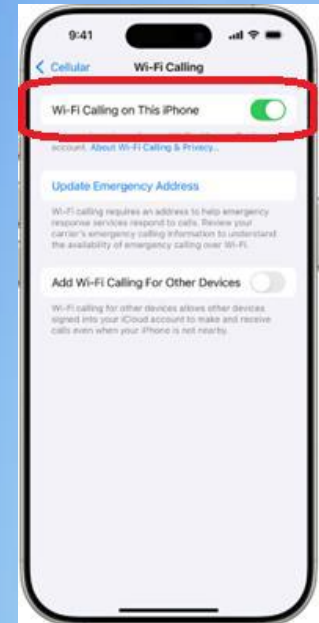 9:41
Cellular
Wi-Fi Calling
Wi-Fi Calling on This iPhone
account. About Wi-Fi Calling & Privacy...
Update Emergency Address
Wi-Fi calling requires an address to help emergency
response services respond to calls. Review your
carrier's emergency calling information to understand
the availability of emergency calling over Wi-Fi.
Add Wi-Fi Calling For Other Devices
Wi-Fi calling for other devices allows other devices
signed into your iCloud account to make and receive
calls even when your iPhone is not nearby.